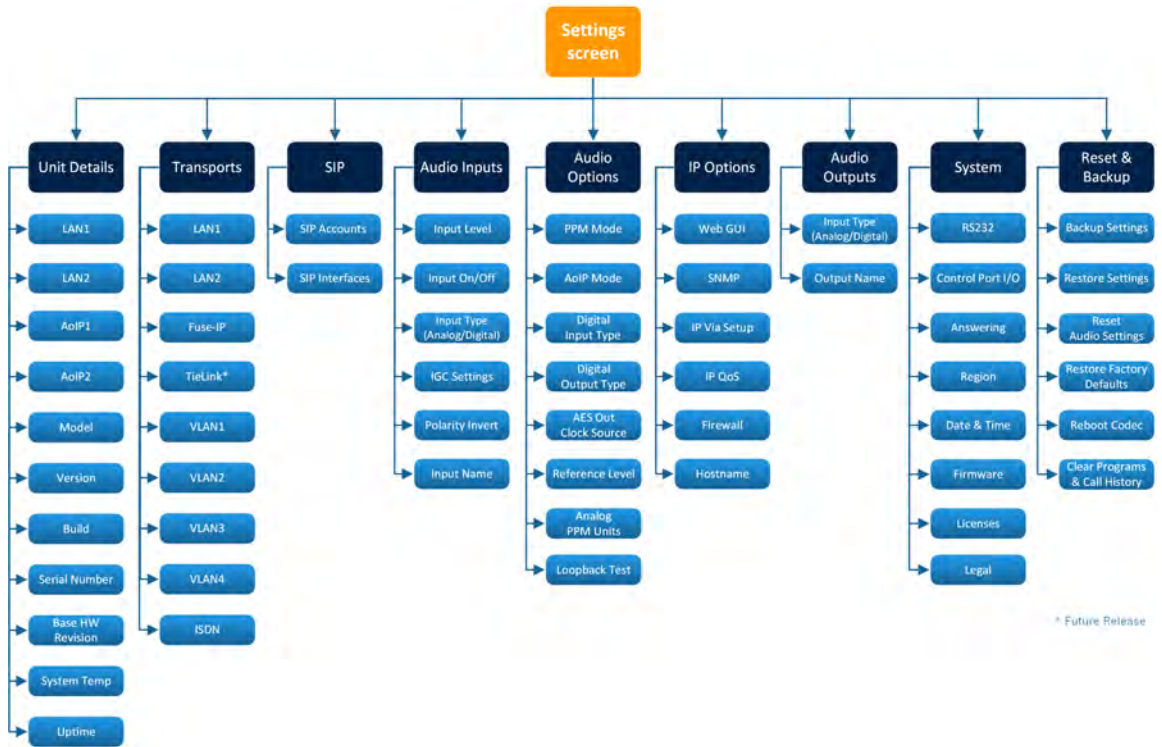 Settings
screen
Unit Details
Transports
SIP
Audio Inputs
Audio
Options
IP Options
Audio
Outputs
System
Reset &
Backup
LAN1
LAN2
AoIP1
AoIP2
Model
Version
Build
Serial Number
Base HW
Revision
System Temp
Uptime
LAN1
LAN2
Fuse-IP
TieLink*
VLAN1
VLAN2
VLAN3
VLAN4
ISDN
SIP Accounts
SIP Interfaces
Input Level
Input On/Off
Input Type
(Analog/Digital)
IGC Settings
Polarity Invert
Input Name
PPM Mode
AoIP Mode
Digital
Input Type
Digital
Output Type
AES Out
Clock Source
Reference Level
Analog
PPM Units
Loopback Test
Web GUI
SNMP
IP Via Setup
IP QoS
Firewall
Hostname
Input Type
(Analog/Digital)
Output Name
RS232
Control Port I/O
Answering
Region
Date & Time
Firmware
Licenses
Legal
Backup Settings
Restore Settings
Reset
Audio Settings
Restore Factory
Defaults
Reboot Codec
Clear Programs
& Call History
* Future Release